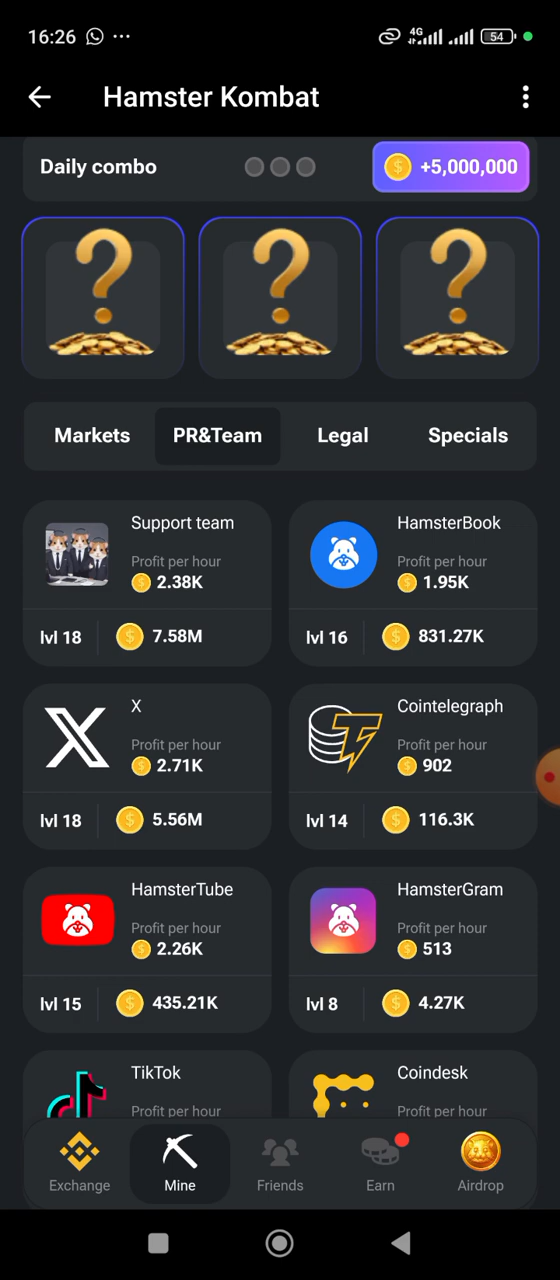 16:26 ... 4G 54
Hamster Kombat
Daily combo +5,000,000
? ? ?
Markets PR&Team Legal Specials
Support team
Profit per hour
2.38K
lvl 18 7.58M
HamsterBook
Profit per hour
1.95K
lvl 16 831.27K
X
Profit per hour
2.71K
lvl 18 5.56M
Cointelegraph
Profit per hour
902
lvl 14 116.3K
HamsterTube
Profit per hour
2.26K
lvl 15 435.21K
HamsterGram
Profit per hour
513
lvl 8 4.27K
TikTok
Profit per hour
Coindesk
Profit per hour
Exchange Mine Friends Earn Airdrop